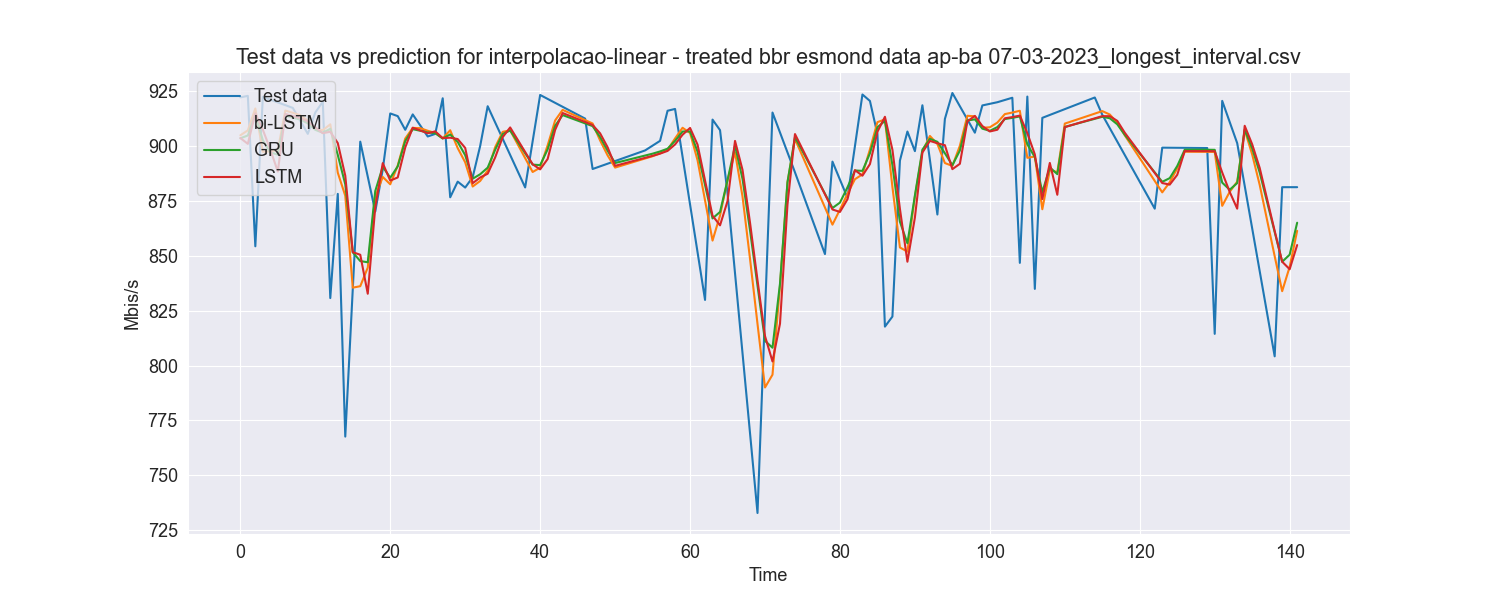 Test data vs prediction for interpolacao-linear - treated bbr esmond data ap-ba 07-03-2023_longest_interval.csv
Test data
bi-LSTM
GRU
LSTM
925
900
875
850
825
800
775
750
725
Mbis/s
0 20 40 60 80 100 120 140
Time